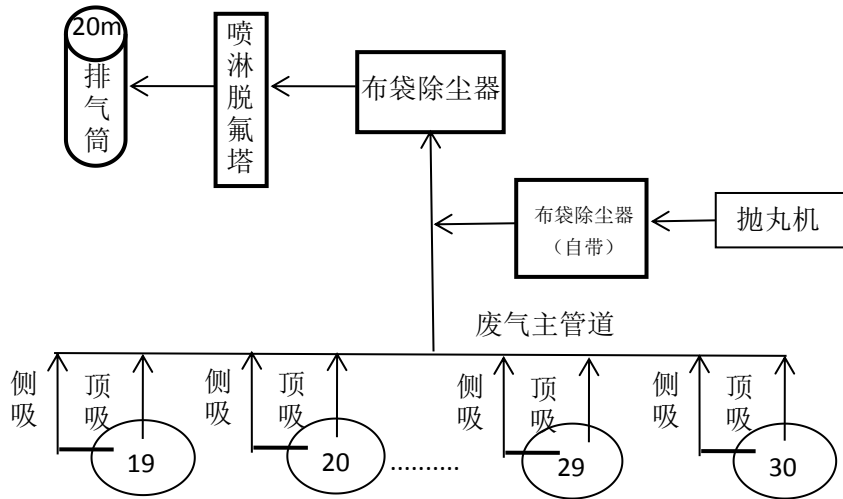 20m
排气筒
喷淋脱氟塔
布袋除尘器
布袋除尘器
（自带）
抛丸机
废气主管道
侧吸
顶吸
侧吸
顶吸
侧吸
顶吸
侧吸
顶吸
19
20
..........
29
30